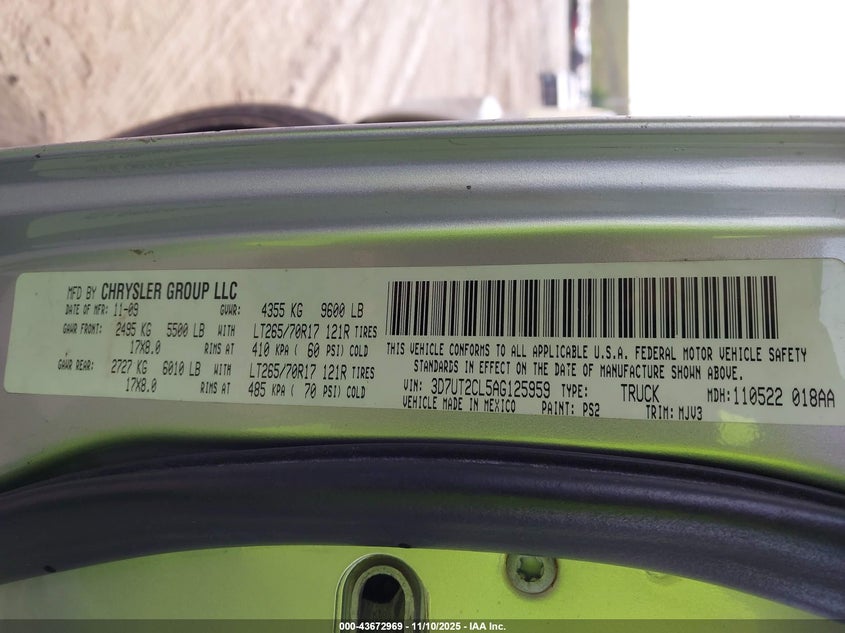 MFD BY CHRYSLER GROUP LLC
DATE OF MFR: 11-09 GVWR: 4355 KG 9600 LB
GAWR FRONT: 2495 KG 5500 LB WITH LT265/70R17 121R TIRES
17X8.0 RIMS AT 410 KPA ( 60 PSI) COLD
GAWR REAR: 2727 KG 6010 LB WITH LT265/70R17 121R TIRES
17X8.0 RIMS AT 485 KPA ( 70 PSI) COLD
THIS VEHICLE CONFORMS TO ALL APPLICABLE U.S.A. FEDERAL MOTOR VEHICLE SAFETY
STANDARDS IN EFFECT ON THE DATE OF MANUFACTURE SHOWN ABOVE.
VIN: 3D7UT2CL5AG125959 TYPE: TRUCK MDH: 110522 018AA
VEHICLE MADE IN MEXICO PAINT: PS2 TRIM: MJV3
000-43672969 - 11/10/2025 - IAA Inc.